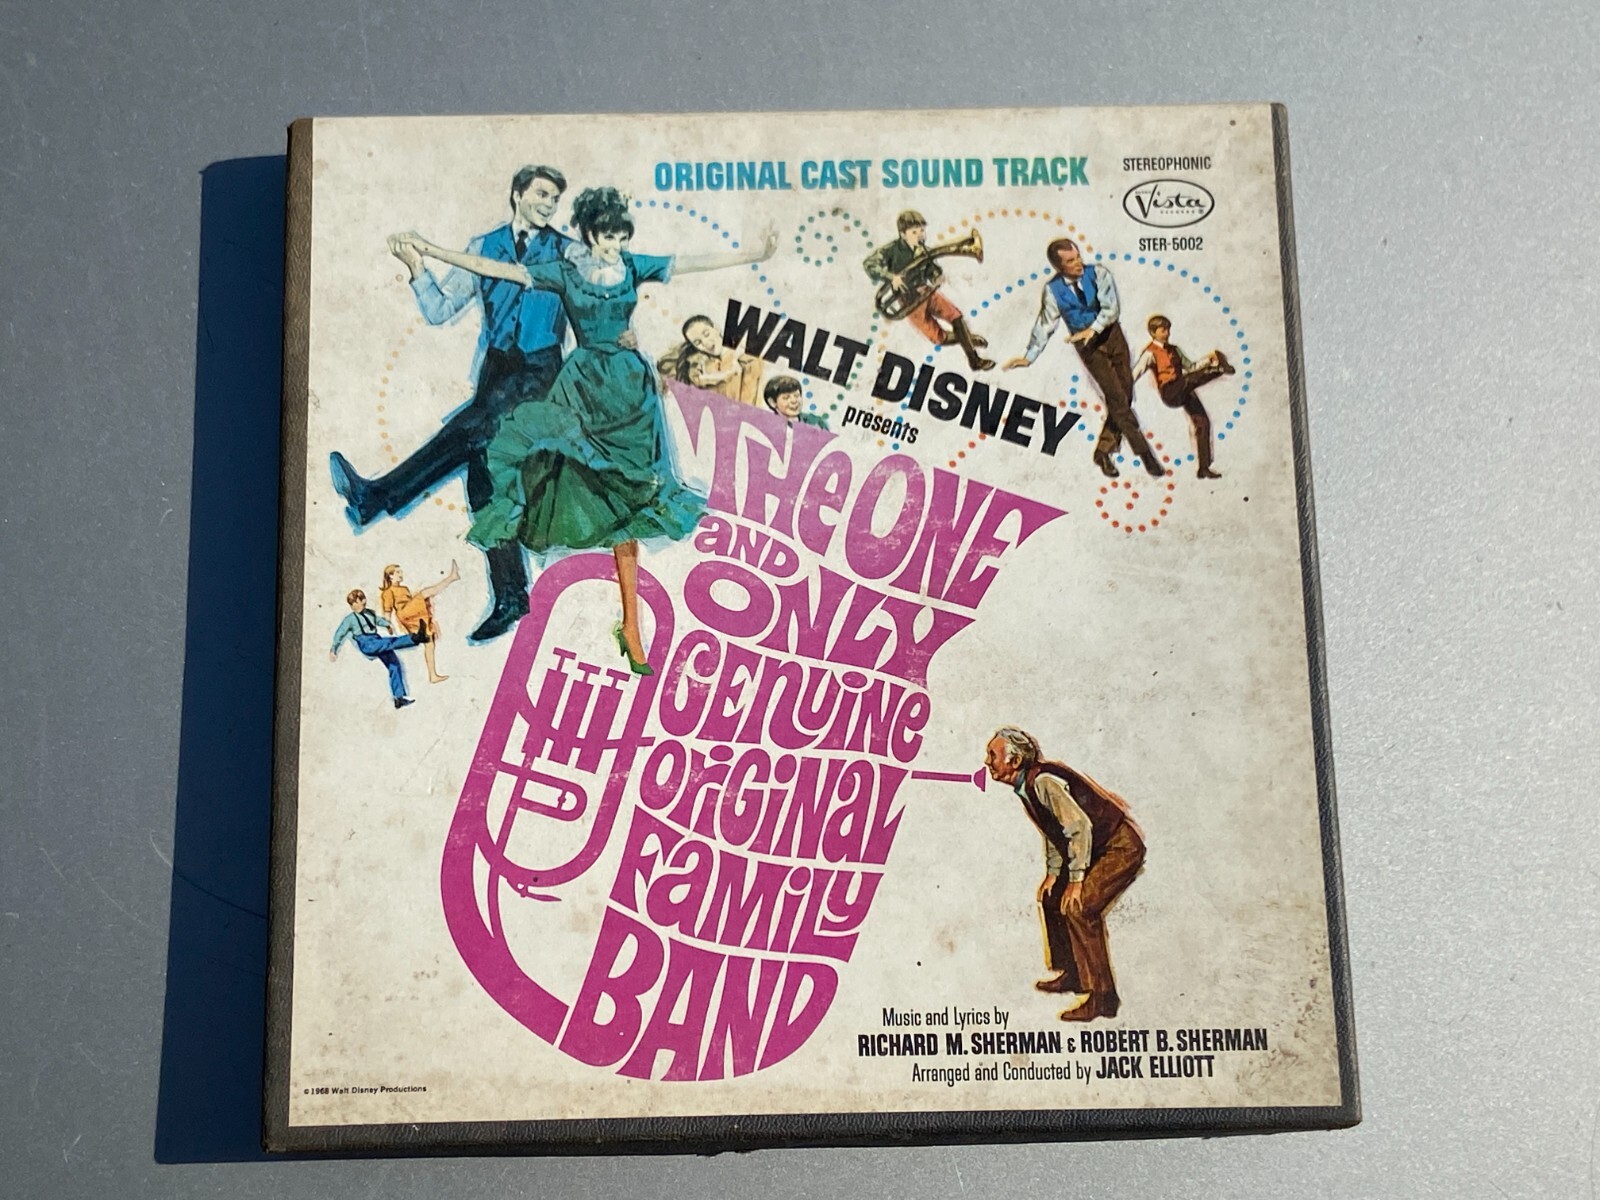 ORIGINAL CAST SOUND TRACK
STEREOPHONIC
Vista
RECORDS
STER-5002
WALT DISNEY
presents
THe ONE
AND
ONLY
GENuiNe
ORiGiNaL
FaMiLy
BAND
Music and Lyrics by
RICHARD M. SHERMAN & ROBERT B. SHERMAN
Arranged and Conducted by JACK ELLIOTT
© 1968 Walt Disney Productions